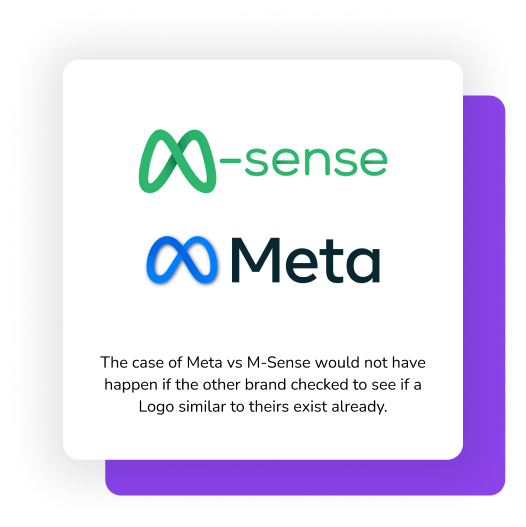 -sense
Meta
The case of Meta vs M-Sense would not have
happen if the other brand checked to see if a
Logo similar to theirs exist already.